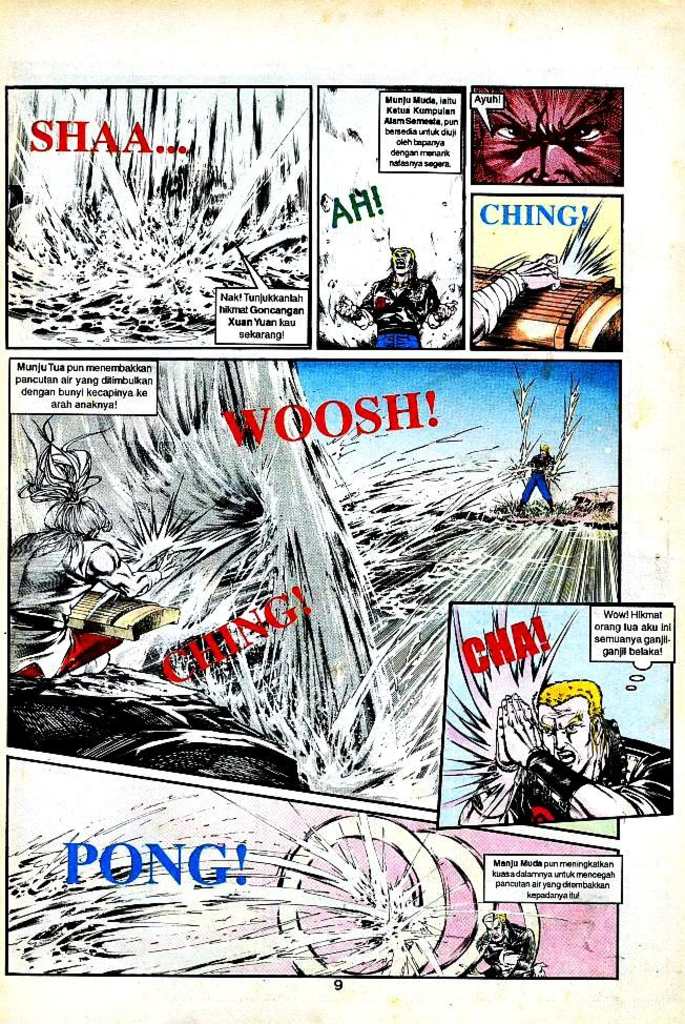 SHAA...
Nak! Tunjukkanlah
hikmat Goncangan
Xuan Yuan kau
sekarang!
Munju Muda, iaitu
Ketua Kumpulan
Alam Semesta, pun
bersedia untuk diuji
oleh bapanya
dengan menarik
nafasnya segera.
AH!
Ayuh!
CHING!
Munju Tua pun menembakkan
pancutan air yang ditimbulkan
dengan bunyi kecapinya ke
arah anaknya!
WOOSH!
CHING!
CHA!
Wow! Hikmat
orang tua aku ini
semuanya ganjil-
ganjil belaka!
PONG!
Manju Muda pun meningkatkan
kuasa dalamnya untuk mencegah
pancutan air yang ditembakkan
kepadanya itu!
9